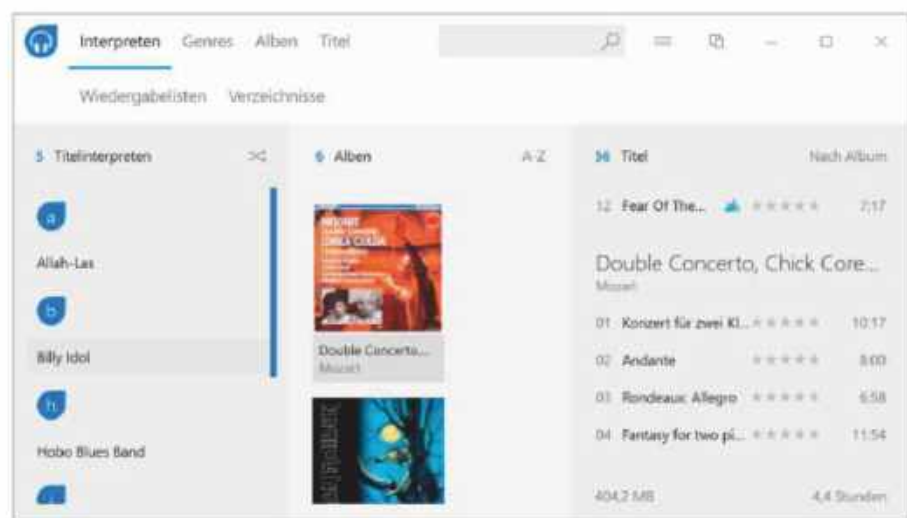 Interpreten Genres Alben Titel
Wiedergabelisten Verzeichnisse
5 Titelinterpreten
a
Allah-Las
b
Billy Idol
h
Hobo Blues Band
6 Alben A-Z
MOZART
CHICK COREA
Double Concerto,...
Mozart
56 Titel Nach Album
12 Fear Of The... 7:17
Double Concerto, Chick Core...
Mozart
01 Konzert für zwei Kl... 10:17
02 Andante 8:00
03 Rondeaux: Allegro 6:58
04 Fantasy for two pi... 11:54
404,2 MB 4,4 Stunden